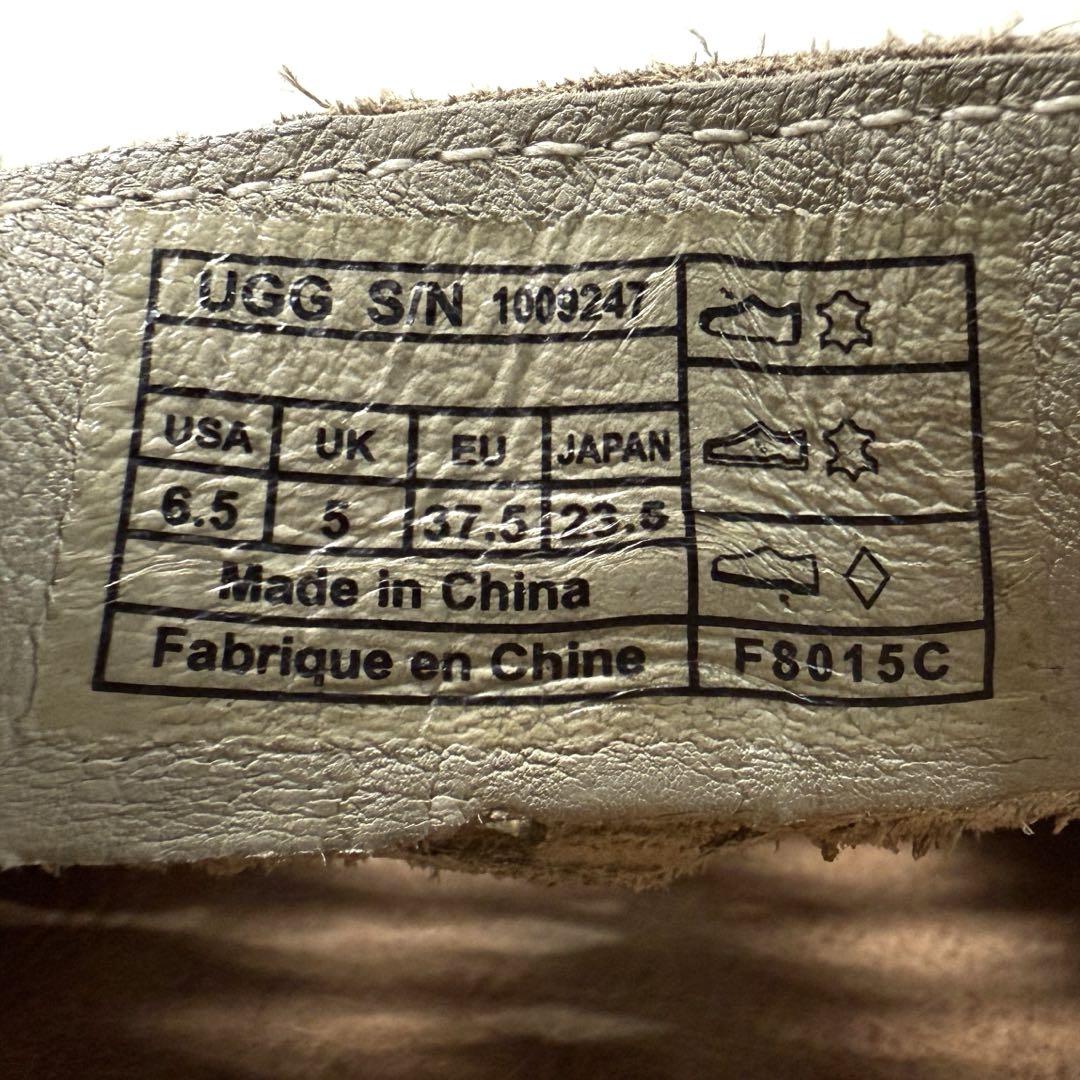 UGG S/N 1009247
USA UK EU JAPAN
6.5 5 37.5 23.5
Made in China
Fabrique en Chine F8015C